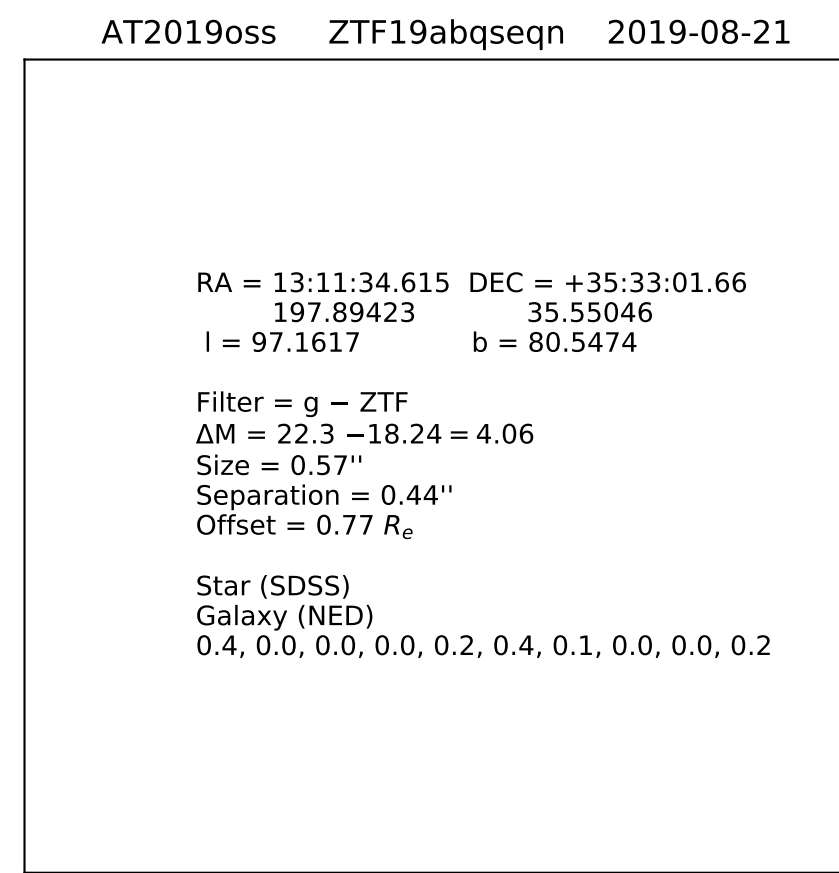 AT2019oss ZTF19abqseqn 2019-08-21
RA = 13:11:34.615 DEC = +35:33:01.66
197.89423 35.55046
l = 97.1617 b = 80.5474
Filter = g − ZTF
ΔM = 22.3 −18.24 = 4.06
Size = 0.57''
Separation = 0.44''
Offset = 0.77 Re
Star (SDSS)
Galaxy (NED)
0.4, 0.0, 0.0, 0.0, 0.2, 0.4, 0.1, 0.0, 0.0, 0.2